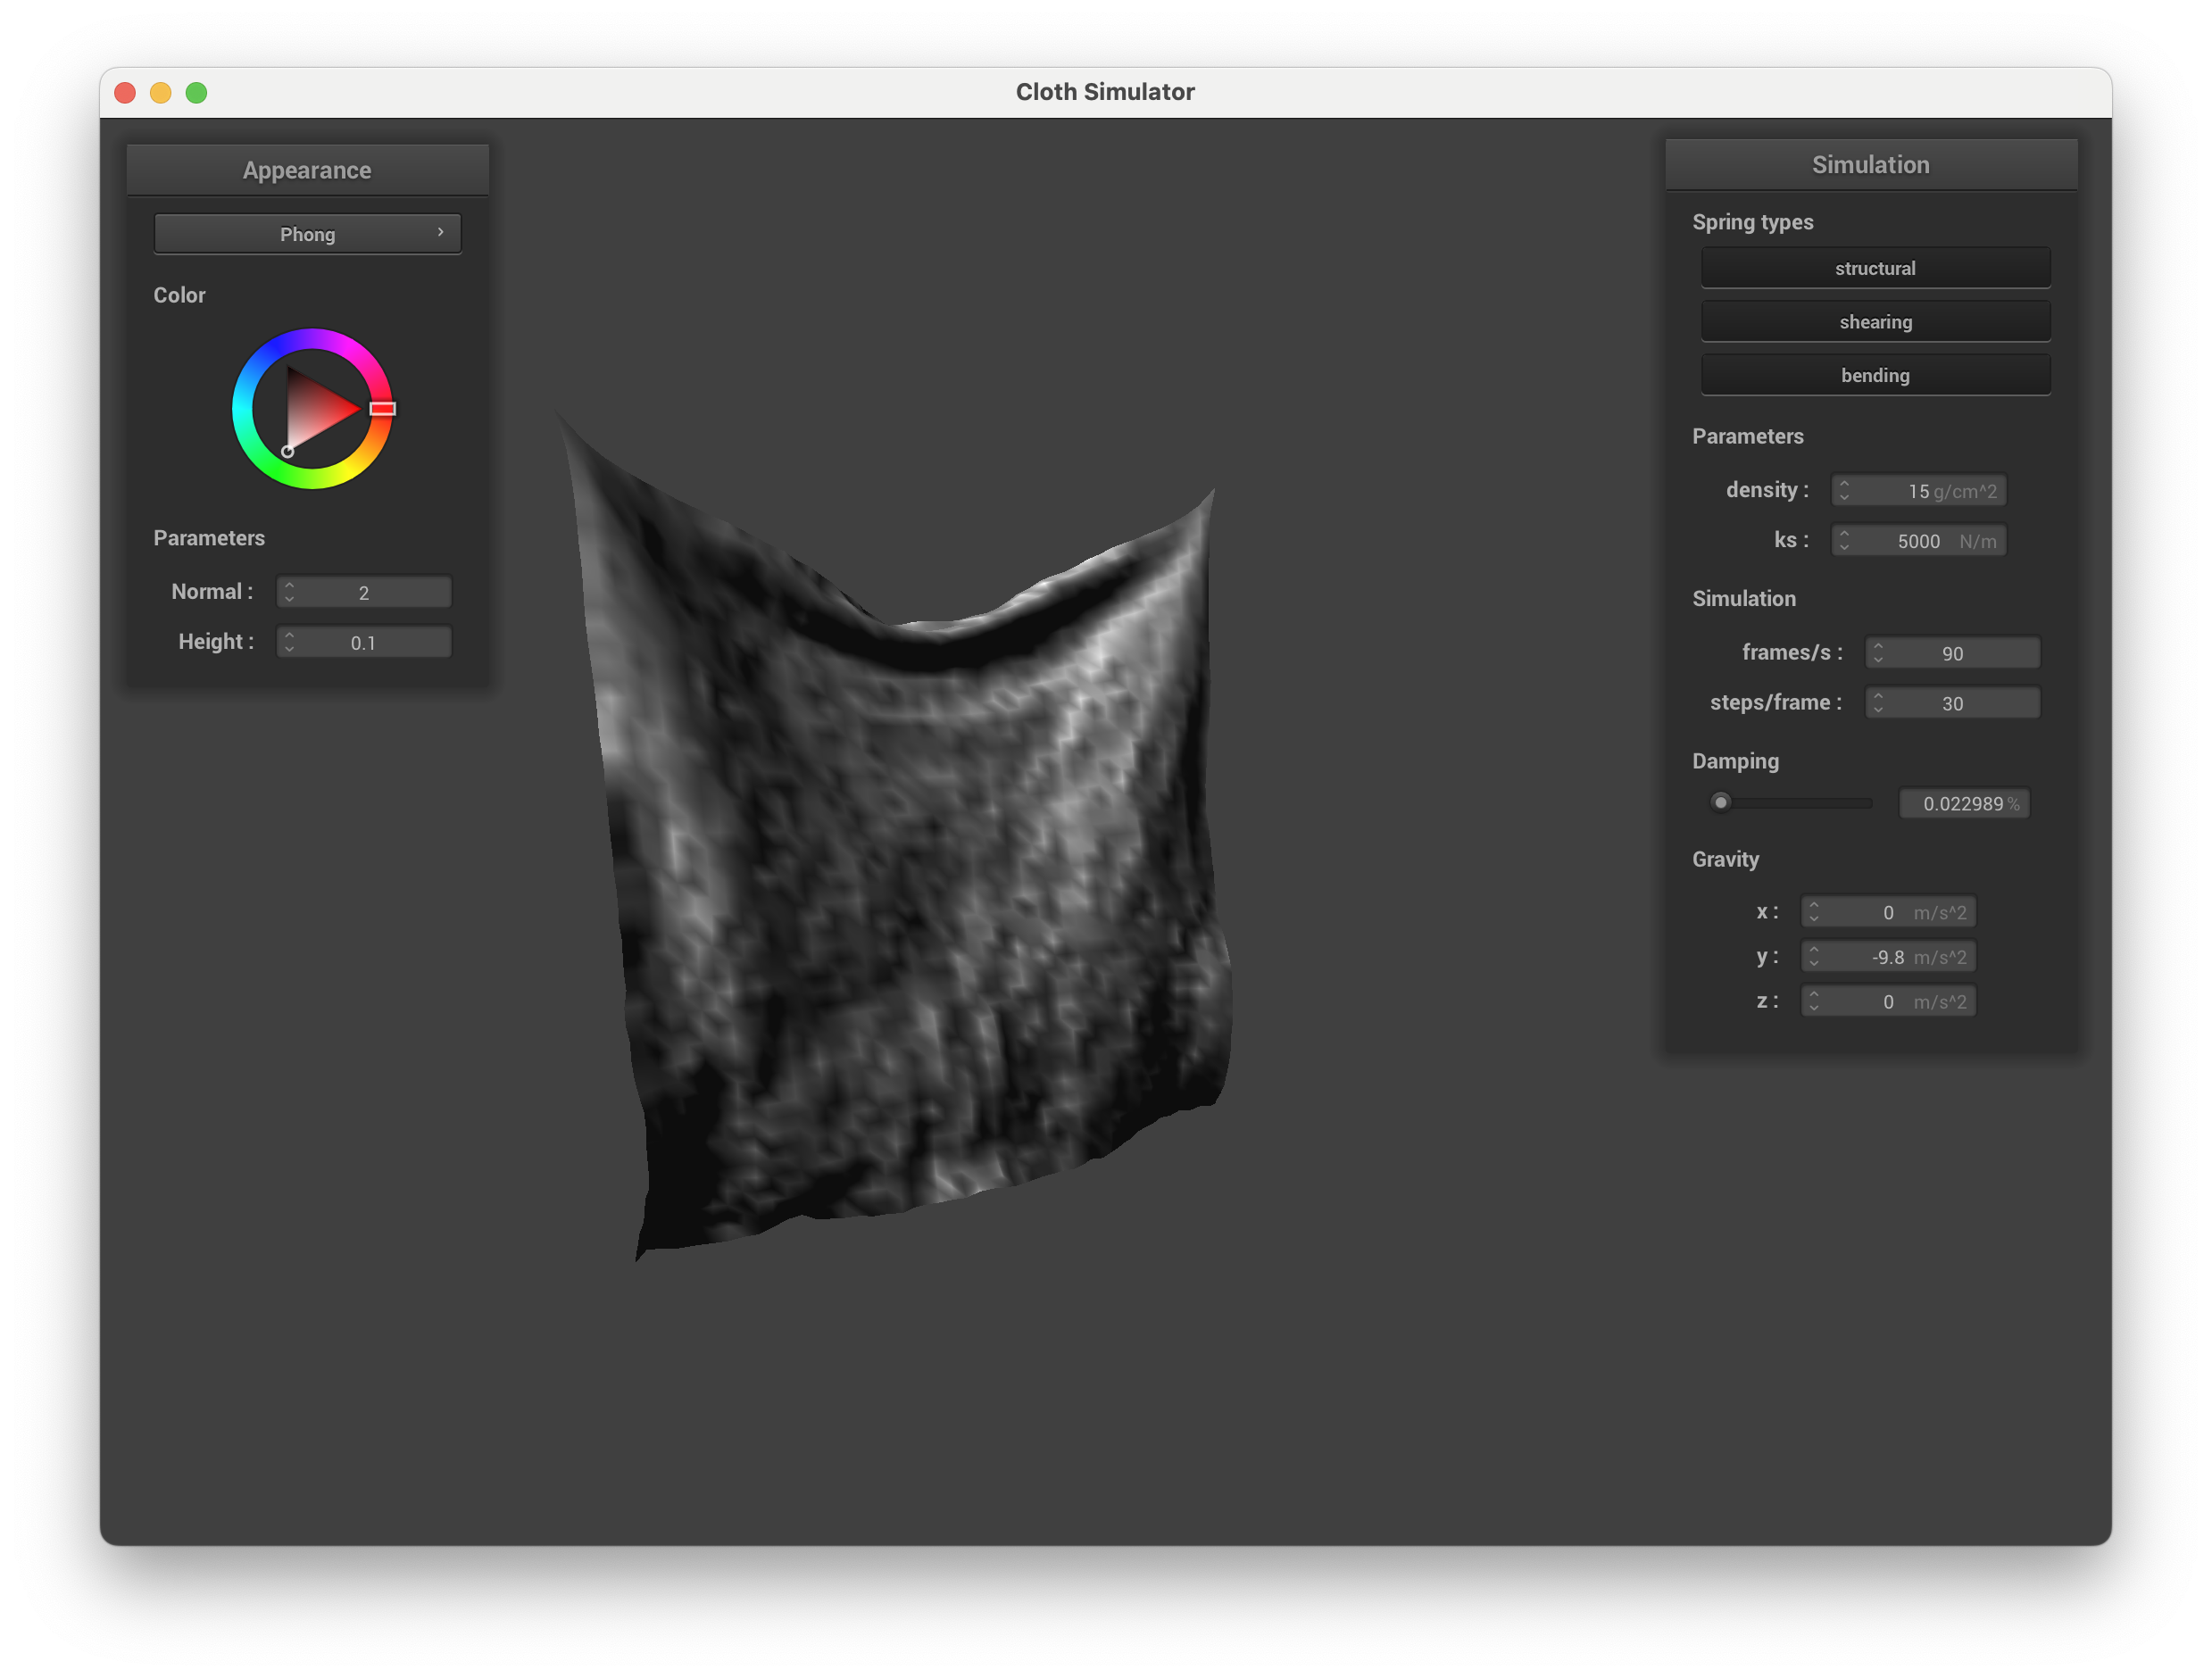 Cloth Simulator
Appearance
Phong
Color
Parameters
Normal : 2
Height : 0.1
Simulation
Spring types
structural
shearing
bending
Parameters
density : 15 g/cm^2
ks : 5000 N/m
Simulation
frames/s : 90
steps/frame : 30
Damping
0.022989 %
Gravity
x : 0 m/s^2
y : -9.8 m/s^2
z : 0 m/s^2